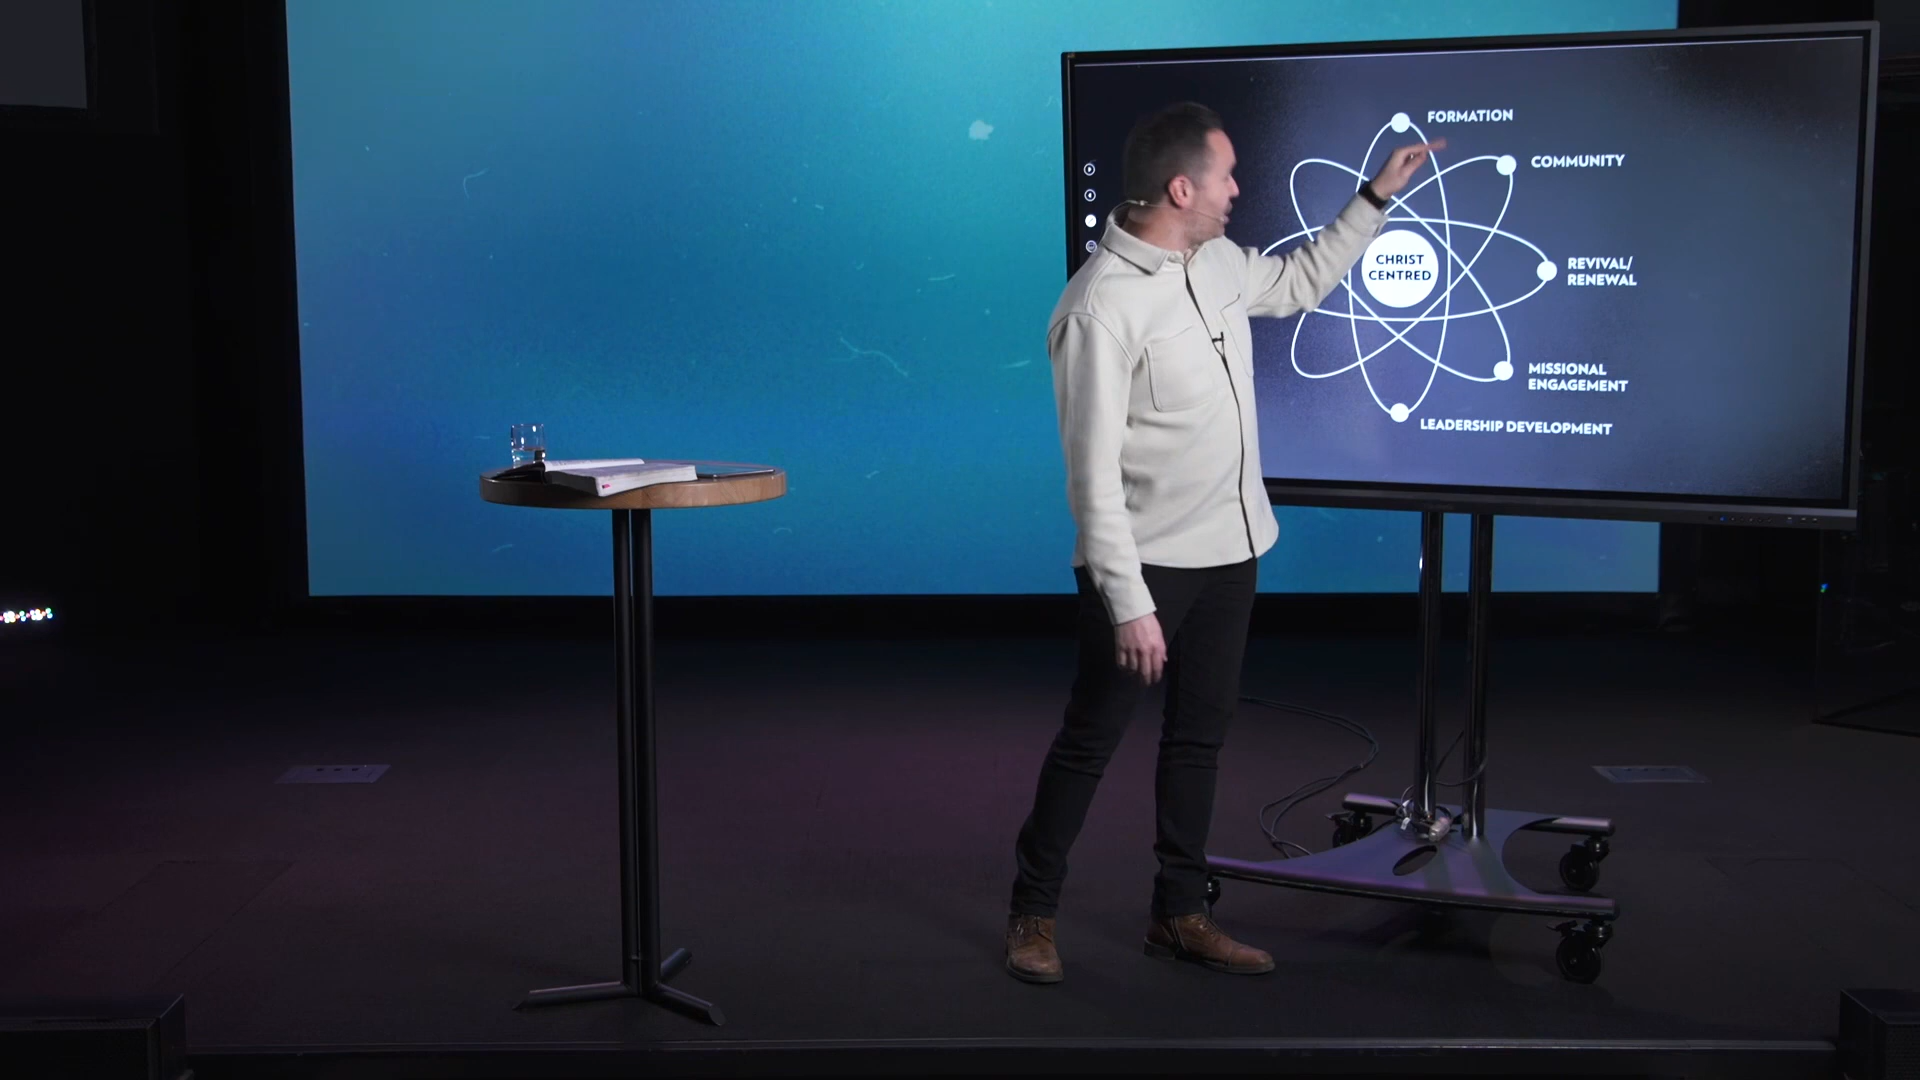 FORMATION
COMMUNITY
CHRIST
CENTRED
REVIVAL/
RENEWAL
MISSIONAL
ENGAGEMENT
LEADERSHIP DEVELOPMENT